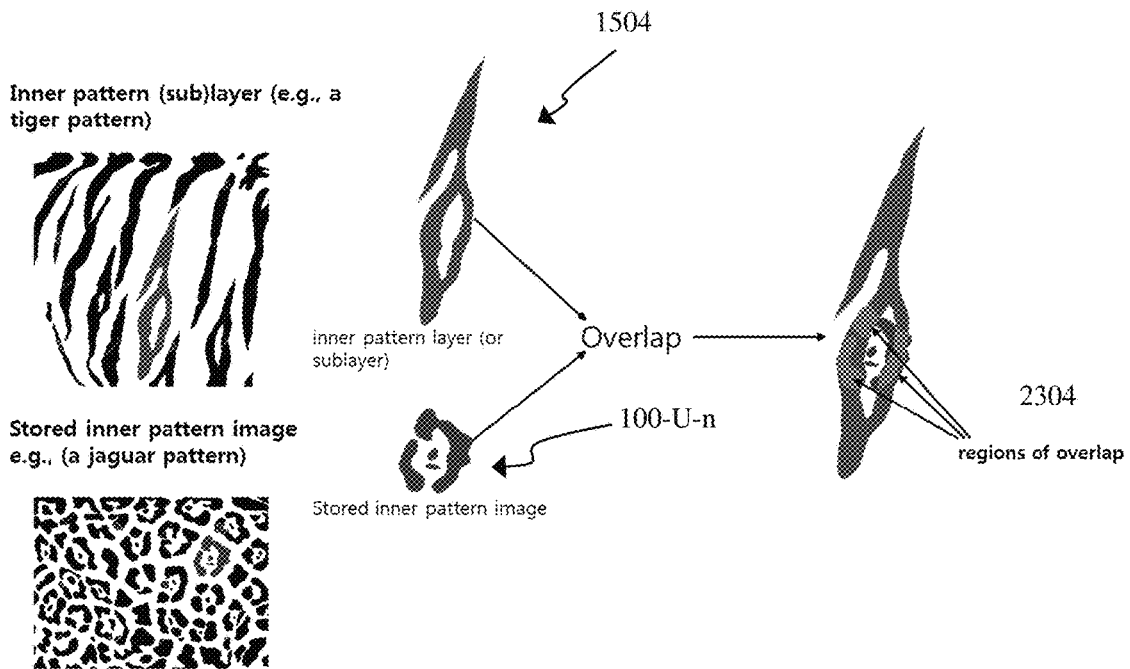 1504
Inner pattern (sub)layer (e.g., a
tiger pattern)
inner pattern layer (or
sublayer)
Overlap
2304
regions of overlap
Stored inner pattern image
e.g., (a jaguar pattern)
100-U-n
Stored inner pattern image